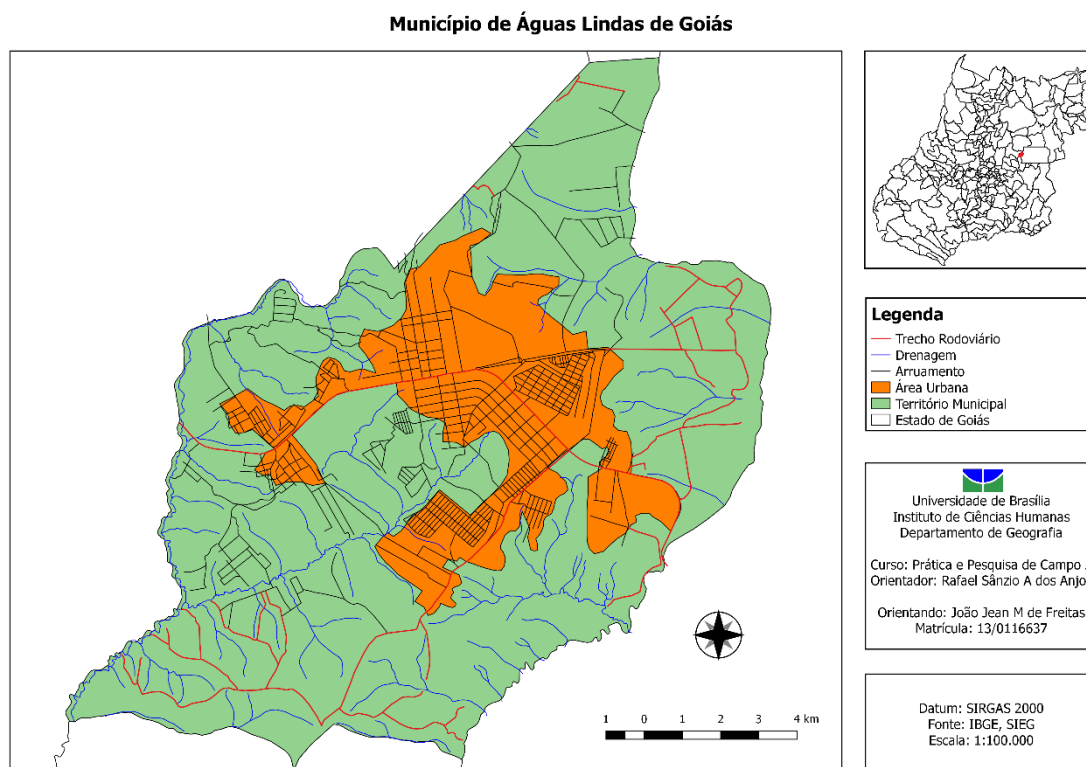 Município de Águas Lindas de Goiás
Legenda
Trecho Rodoviário
Drenagem
Arruamento
Área Urbana
Território Municipal
Estado de Goiás
Universidade de Brasília
Instituto de Ciências Humanas
Departamento de Geografia
Curso: Prática e Pesquisa de Campo
Orientador: Rafael Sânzio A dos Anjo
Orientando: João Jean M de Freitas
Matrícula: 13/0116637
1 0 1 2 3 4 km
Datum: SIRGAS 2000
Fonte: IBGE, SIEG
Escala: 1:100.000